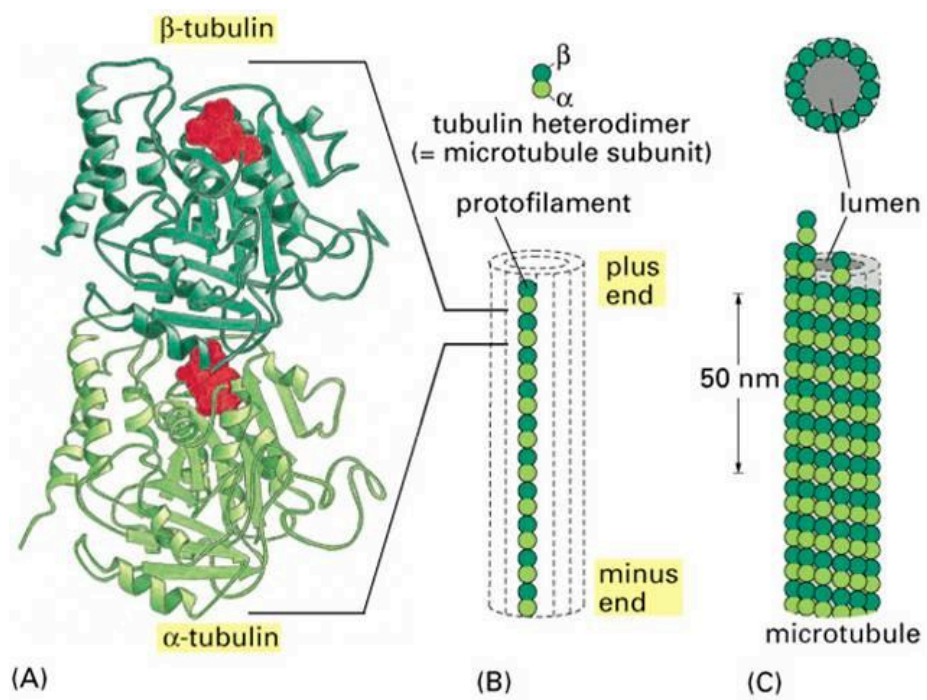 β-tubulin
α-tubulin
(A)
β
α
tubulin heterodimer
(= microtubule subunit)
protofilament
plus
end
minus
end
(B)
lumen
50 nm
microtubule
(C)